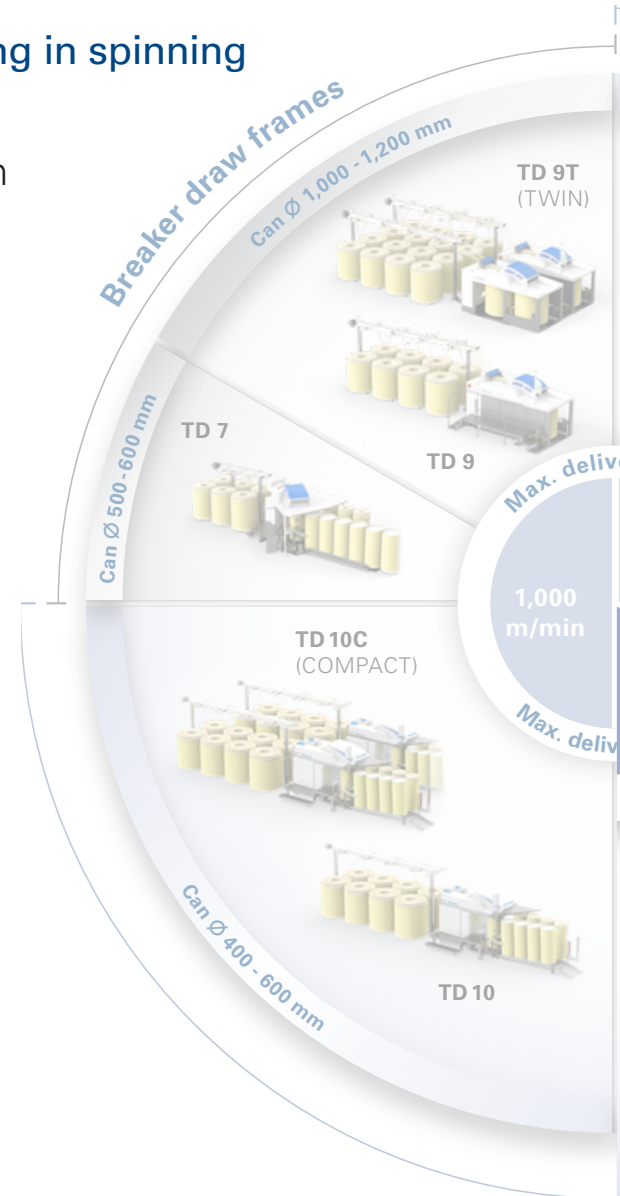 ng in spinning
n
Breaker draw frames
Can Ø 1,000 - 1,200 mm
TD 9T
(TWIN)
TD 9
Can Ø 500 - 600 mm
TD 7
Max. delive
1,000
m/min
Max. deliv
TD 10C
(COMPACT)
Can Ø 400 - 600 mm
TD 10